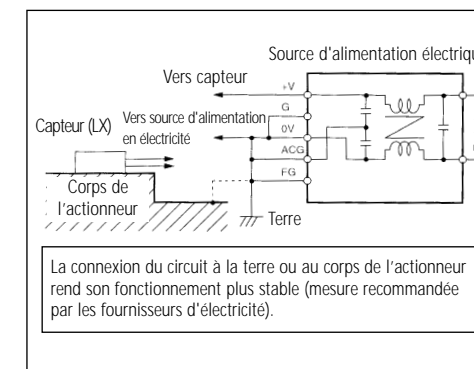 Source d'alimentation électriqu
Vers capteur
+V
G
Capteur (LX)
Vers source d'alimentation
en électricité
0V
ACG
FG
Corps de
l'actionneur
Terre
La connexion du circuit à la terre ou au corps de l'actionneur
rend son fonctionnement plus stable (mesure recommandée
par les fournisseurs d'électricité).